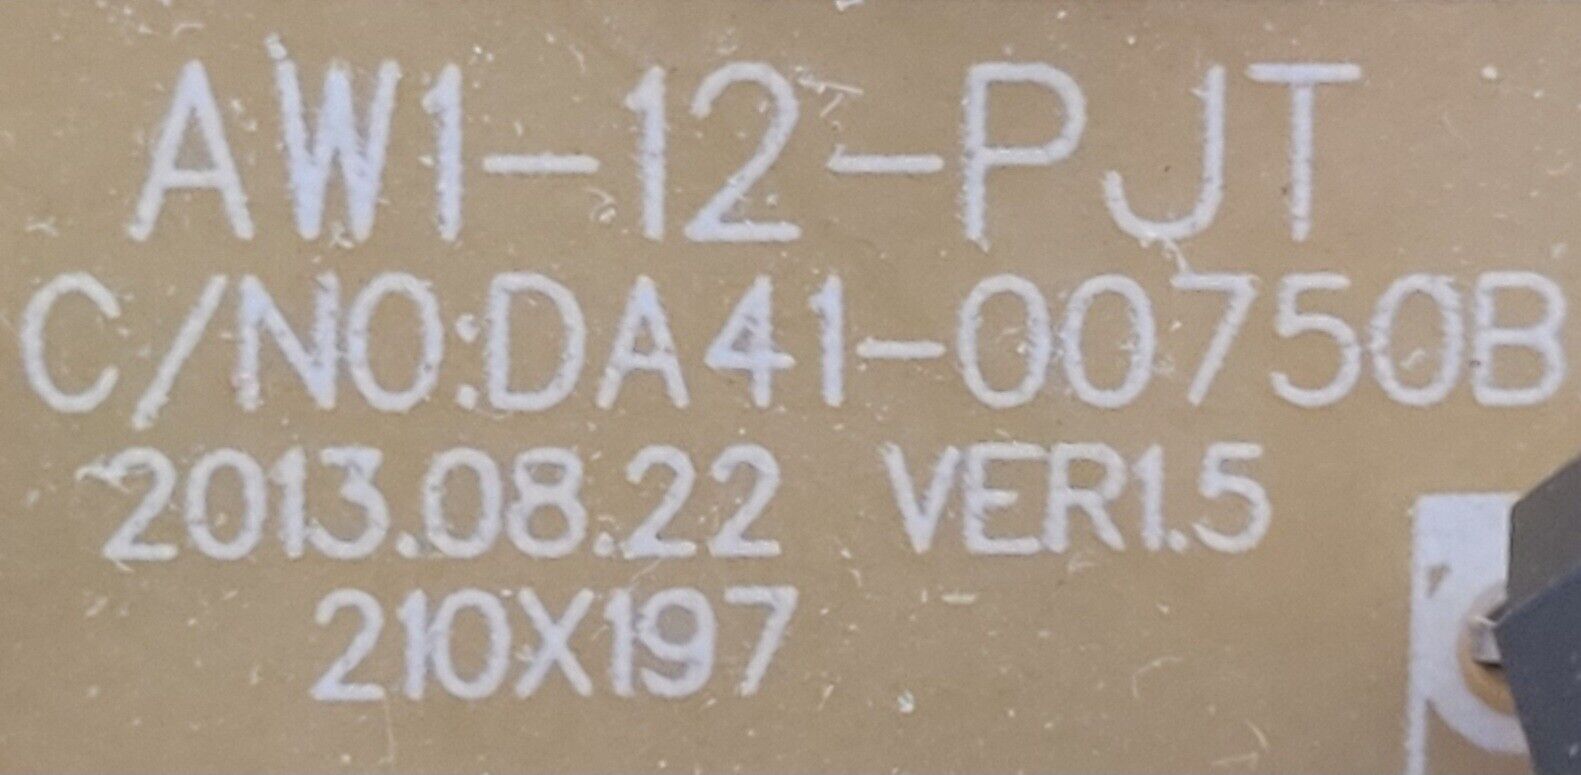 AW1-12-PJT
C/NO:DA41-00750B
2013.08.22 VER1.5
210X197